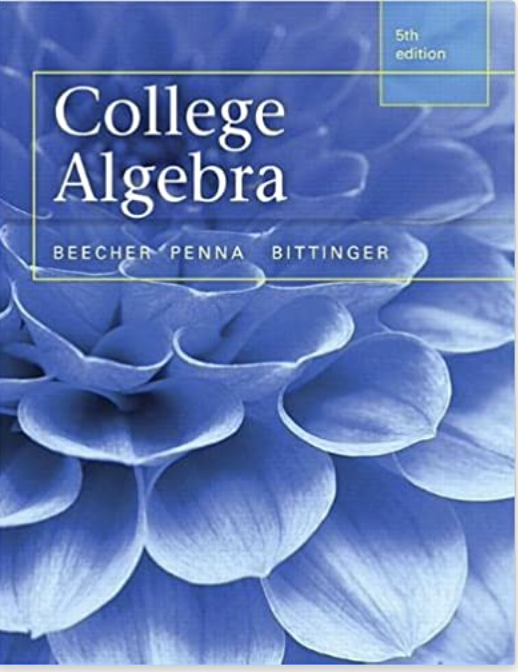 5th
edition
College
Algebra
BEECHER PENNA BITTINGER